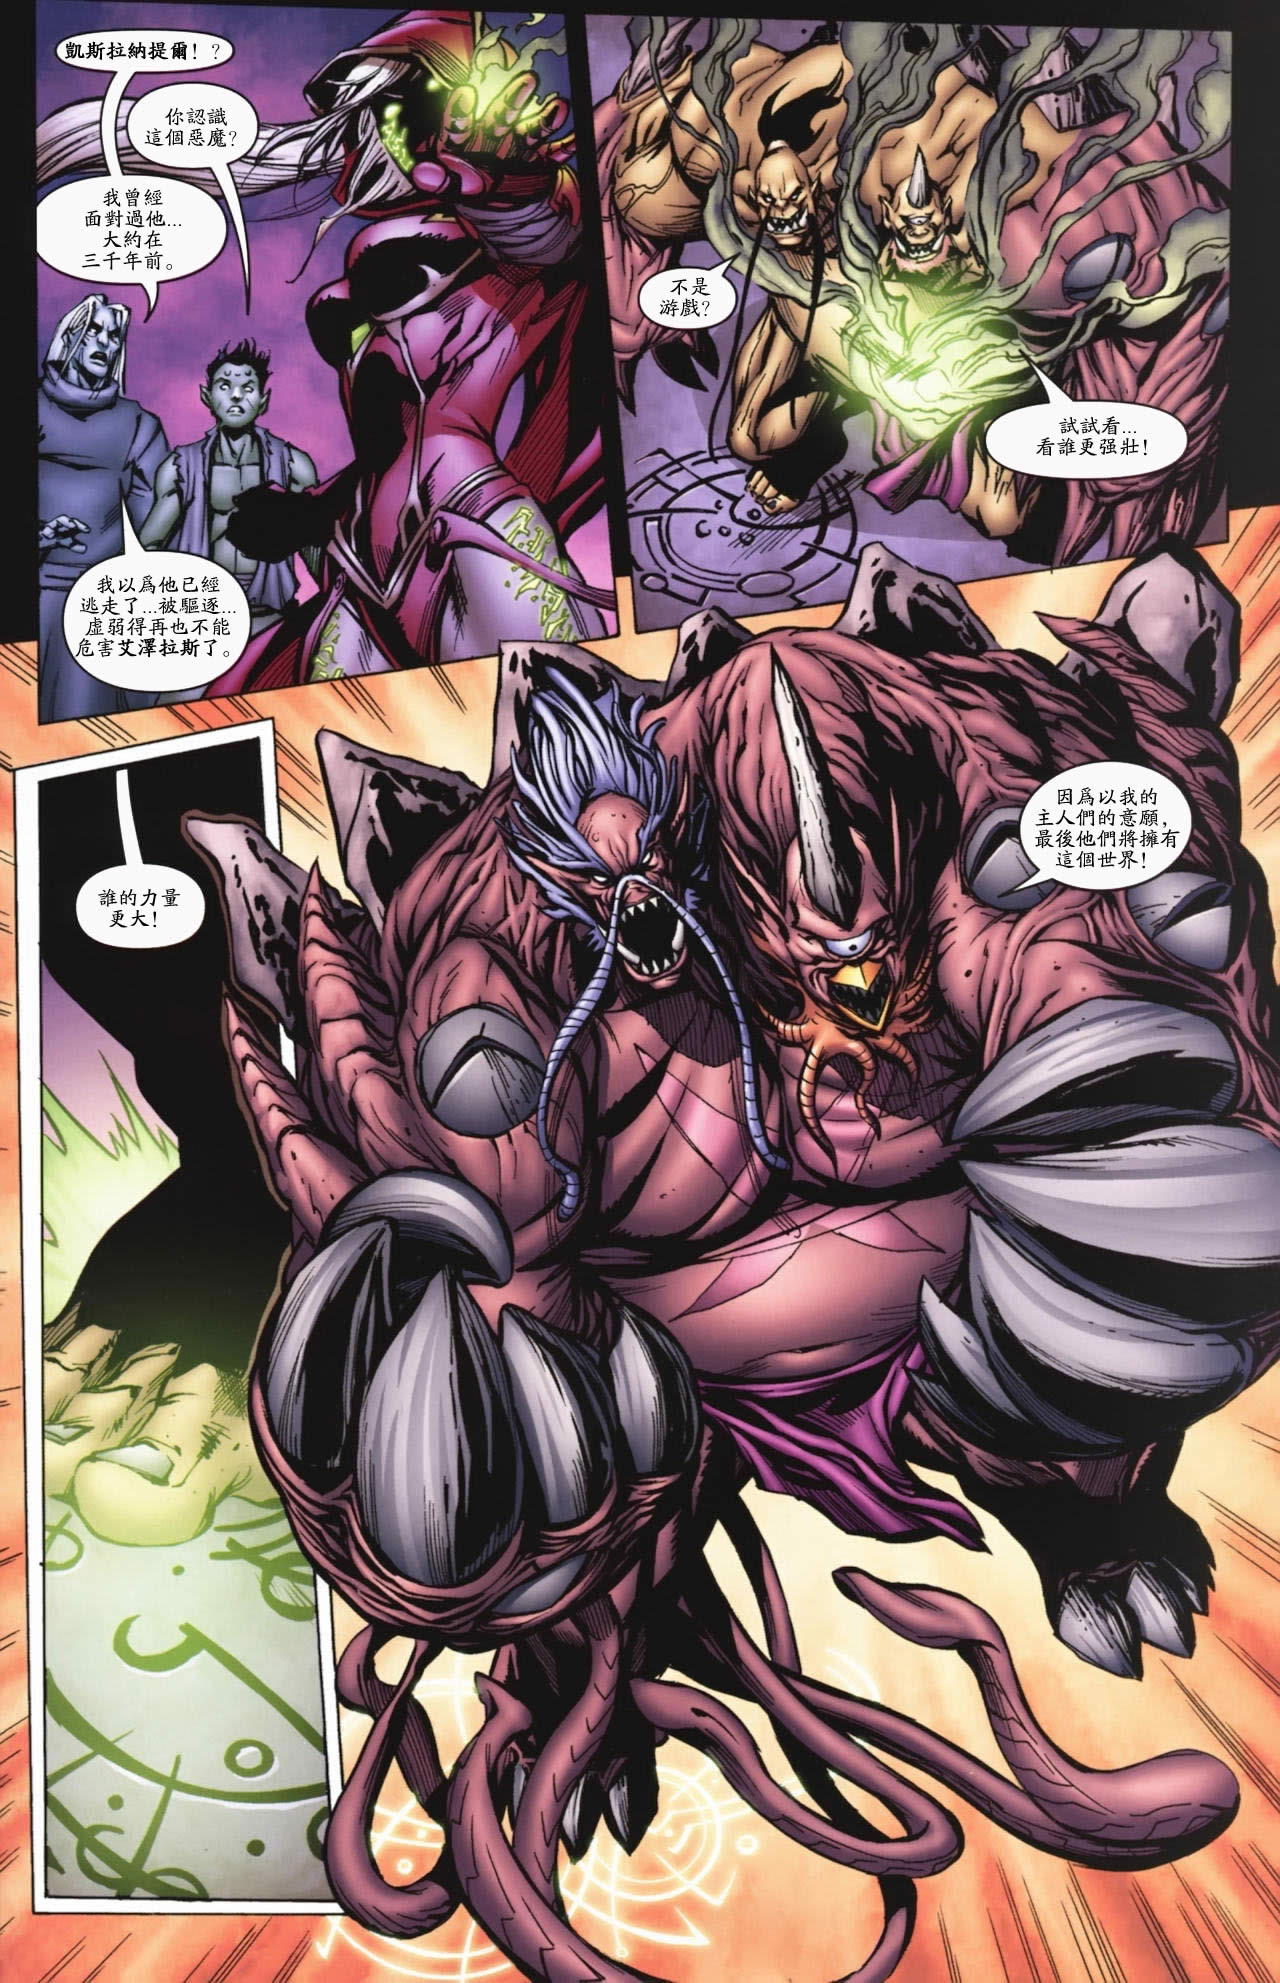 凱斯拉納提爾！？
你認識
這個惡魔？
我曾經
面對過他...
大約在
三千年前。
我以爲他已經
逃走了...被驅逐...
虛弱得再也不能
危害艾澤拉斯了。
不是
游戲？
試試看...
看誰更强壯！
誰的力量
更大！
因爲以我的
主人們的意願，
最後他們將擁有
這個世界！